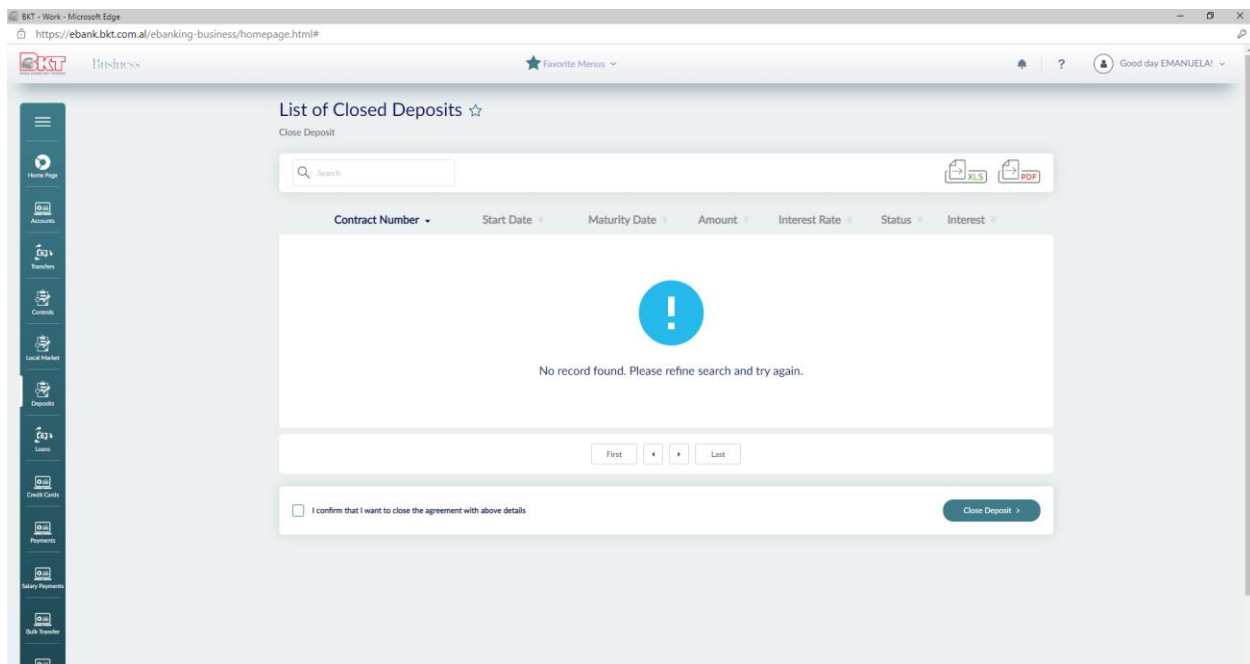 BKT - Work - Microsoft Edge
https://ebank.bkt.com.al/ebanking-business/homepage.html#
BKT
Business
Favorite Menus
?
Good day EMANUELA!
List of Closed Deposits
Close Deposit
Search
XLS
PDF
Contract Number Start Date Maturity Date Amount Interest Rate Status Interest
!
No record found. Please refine search and try again.
First
Last
I confirm that I want to close the agreement with above details
Close Deposit >
Home Page
Accounts
Transfers
Controls
Local Market
Deposits
Loans
Credit Cards
Payments
Salary Payments
Bulk Transfer